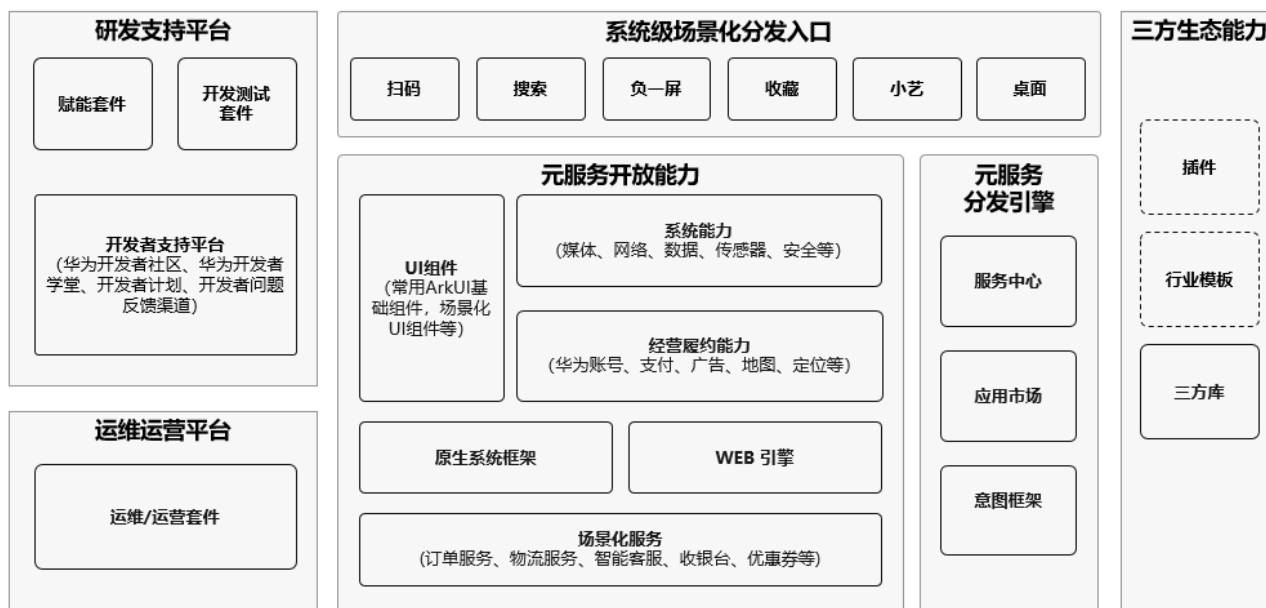 研发支持平台
赋能套件
开发测试
套件
开发者支持平台
(华为开发者社区、华为开发者
学堂、开发者计划、开发者问题
反馈渠道)
运维运营平台
运维/运营套件
系统级场景化分发入口
扫码
搜索
负一屏
收藏
小艺
桌面
元服务开放能力
UI组件
(常用ArkUI基
础组件，场景化
UI组件等)
系统能力
(媒体、网络、数据、传感器、安全等)
经营履约能力
(华为账号、支付、广告、地图、定位等)
原生系统框架
WEB 引擎
场景化服务
(订单服务、物流服务、智能客服、收银台、优惠券等)
元服务
分发引擎
服务中心
应用市场
意图框架
三方生态能力
插件
行业模板
三方库